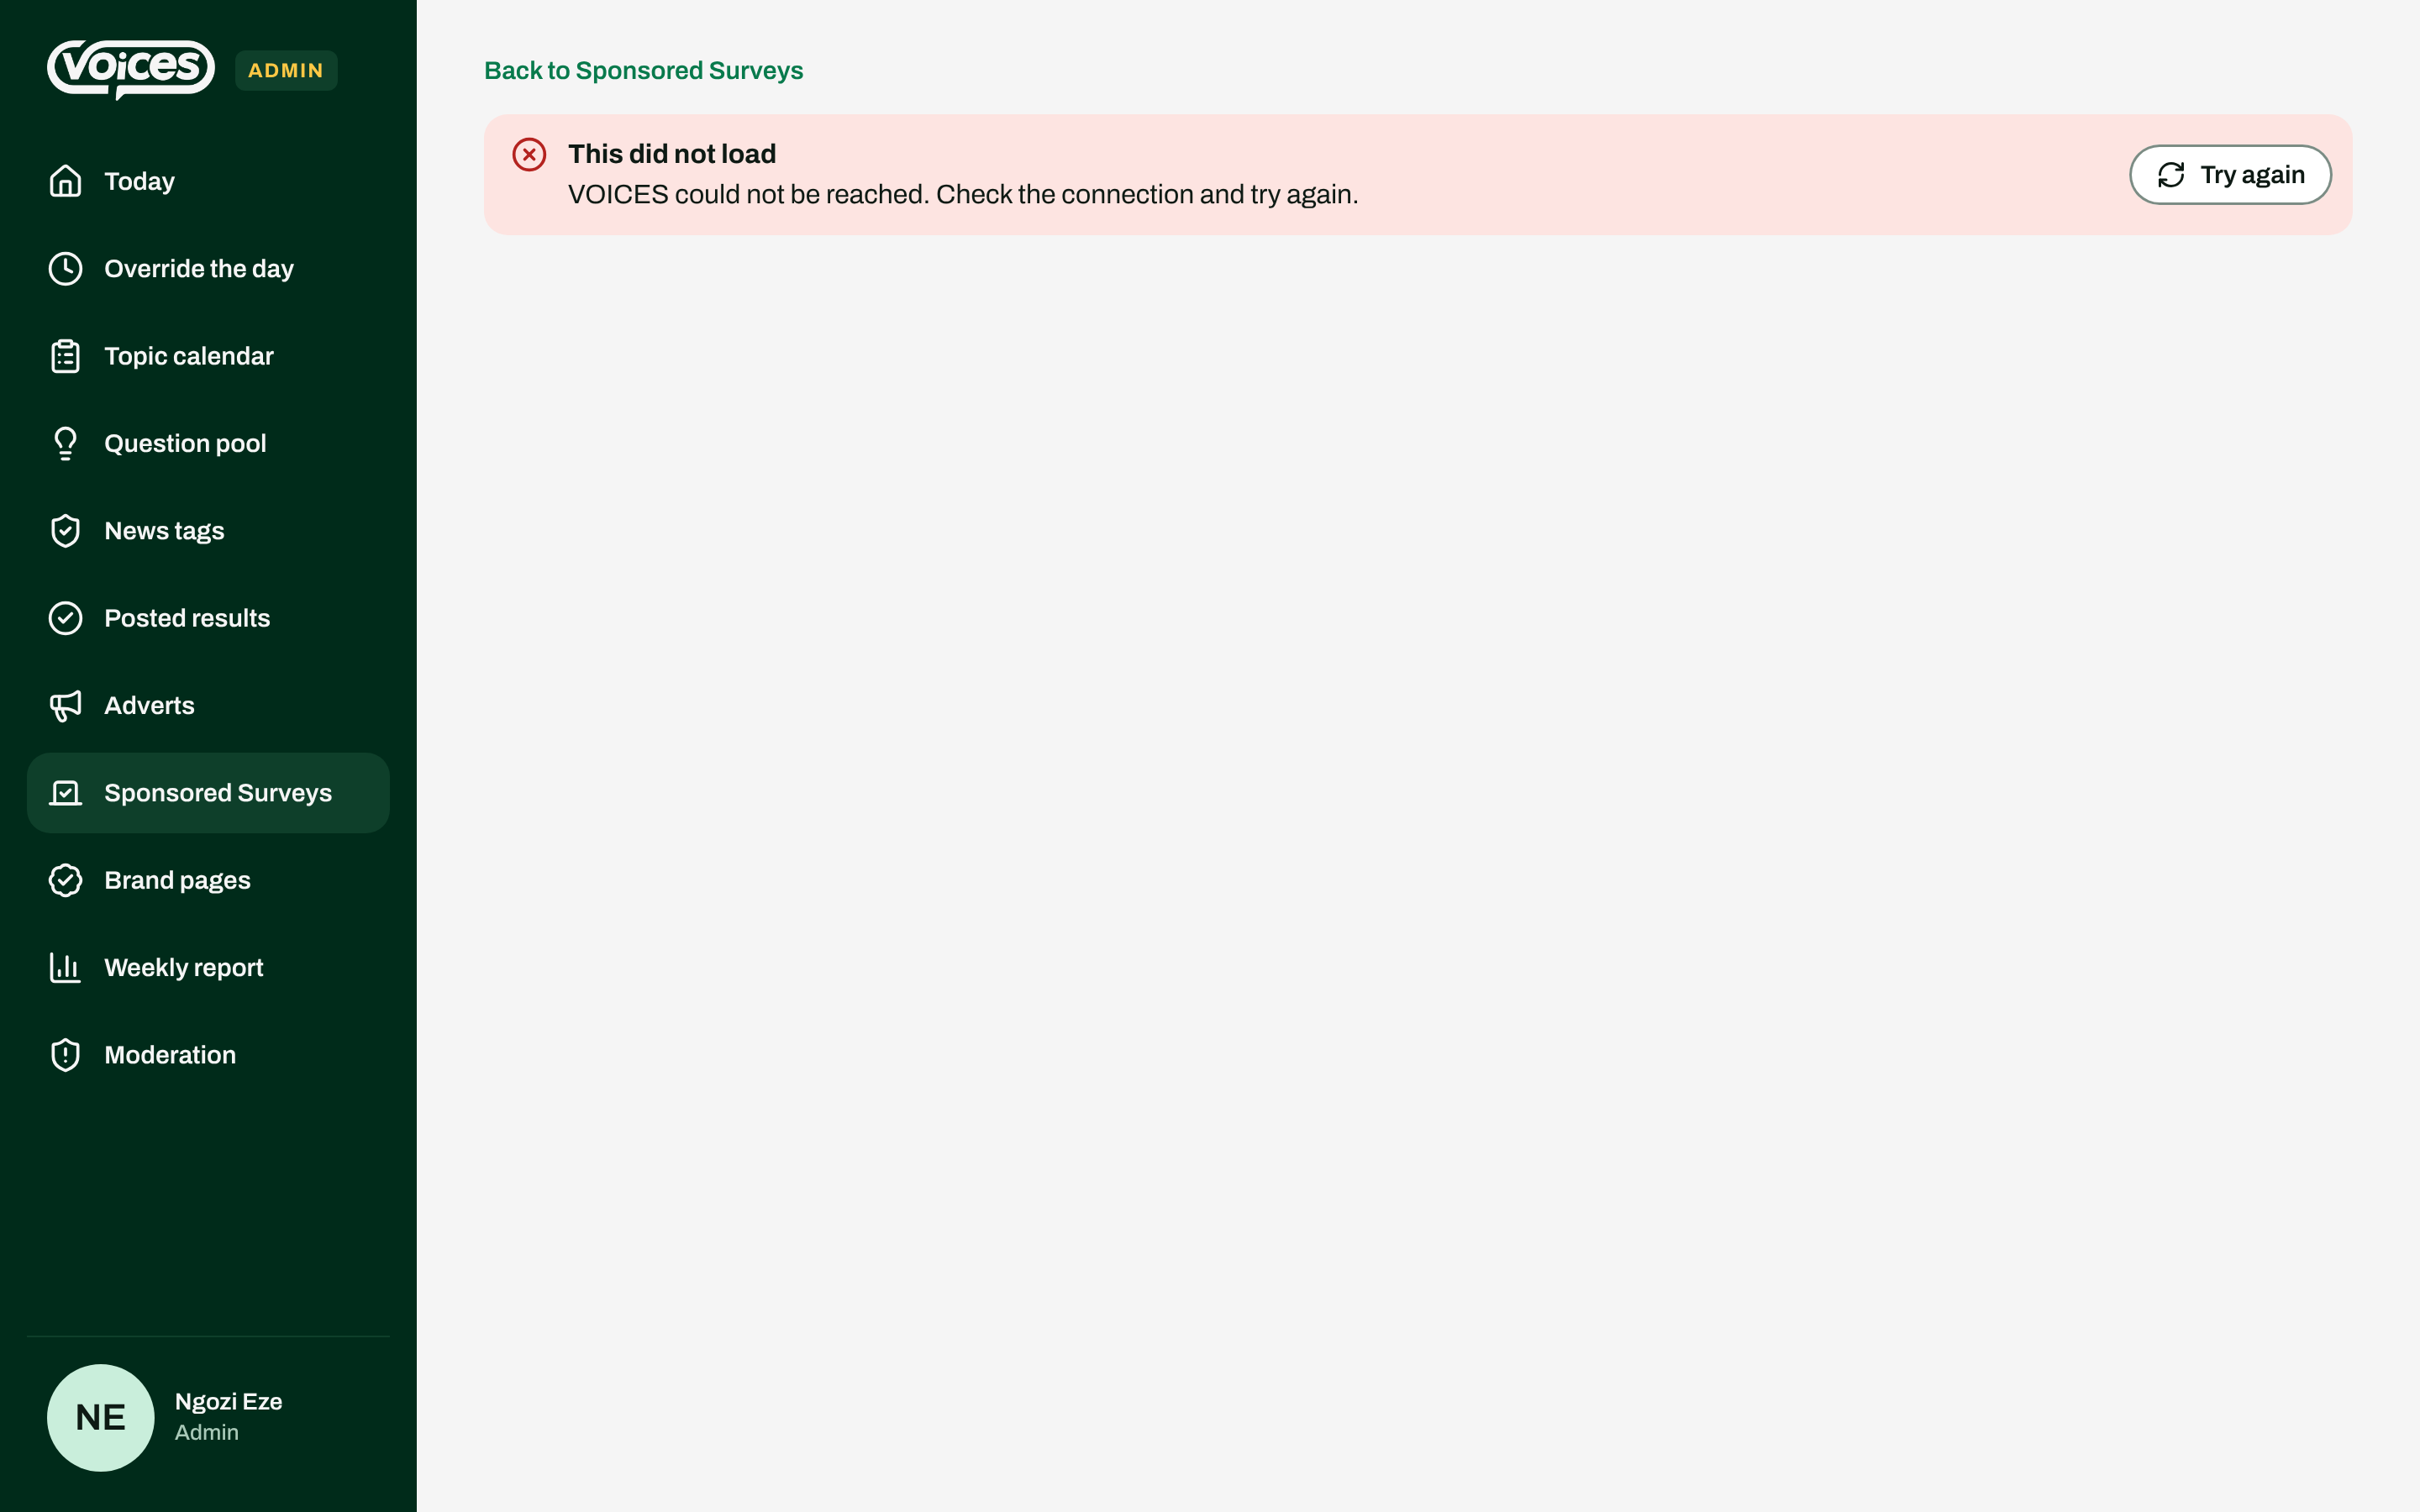 Voices
ADMIN
Today
Override the day
Topic calendar
Question pool
News tags
Posted results
Adverts
Sponsored Surveys
Brand pages
Weekly report
Moderation
NE
Ngozi Eze
Admin
Back to Sponsored Surveys
This did not load
VOICES could not be reached. Check the connection and try again.
Try again